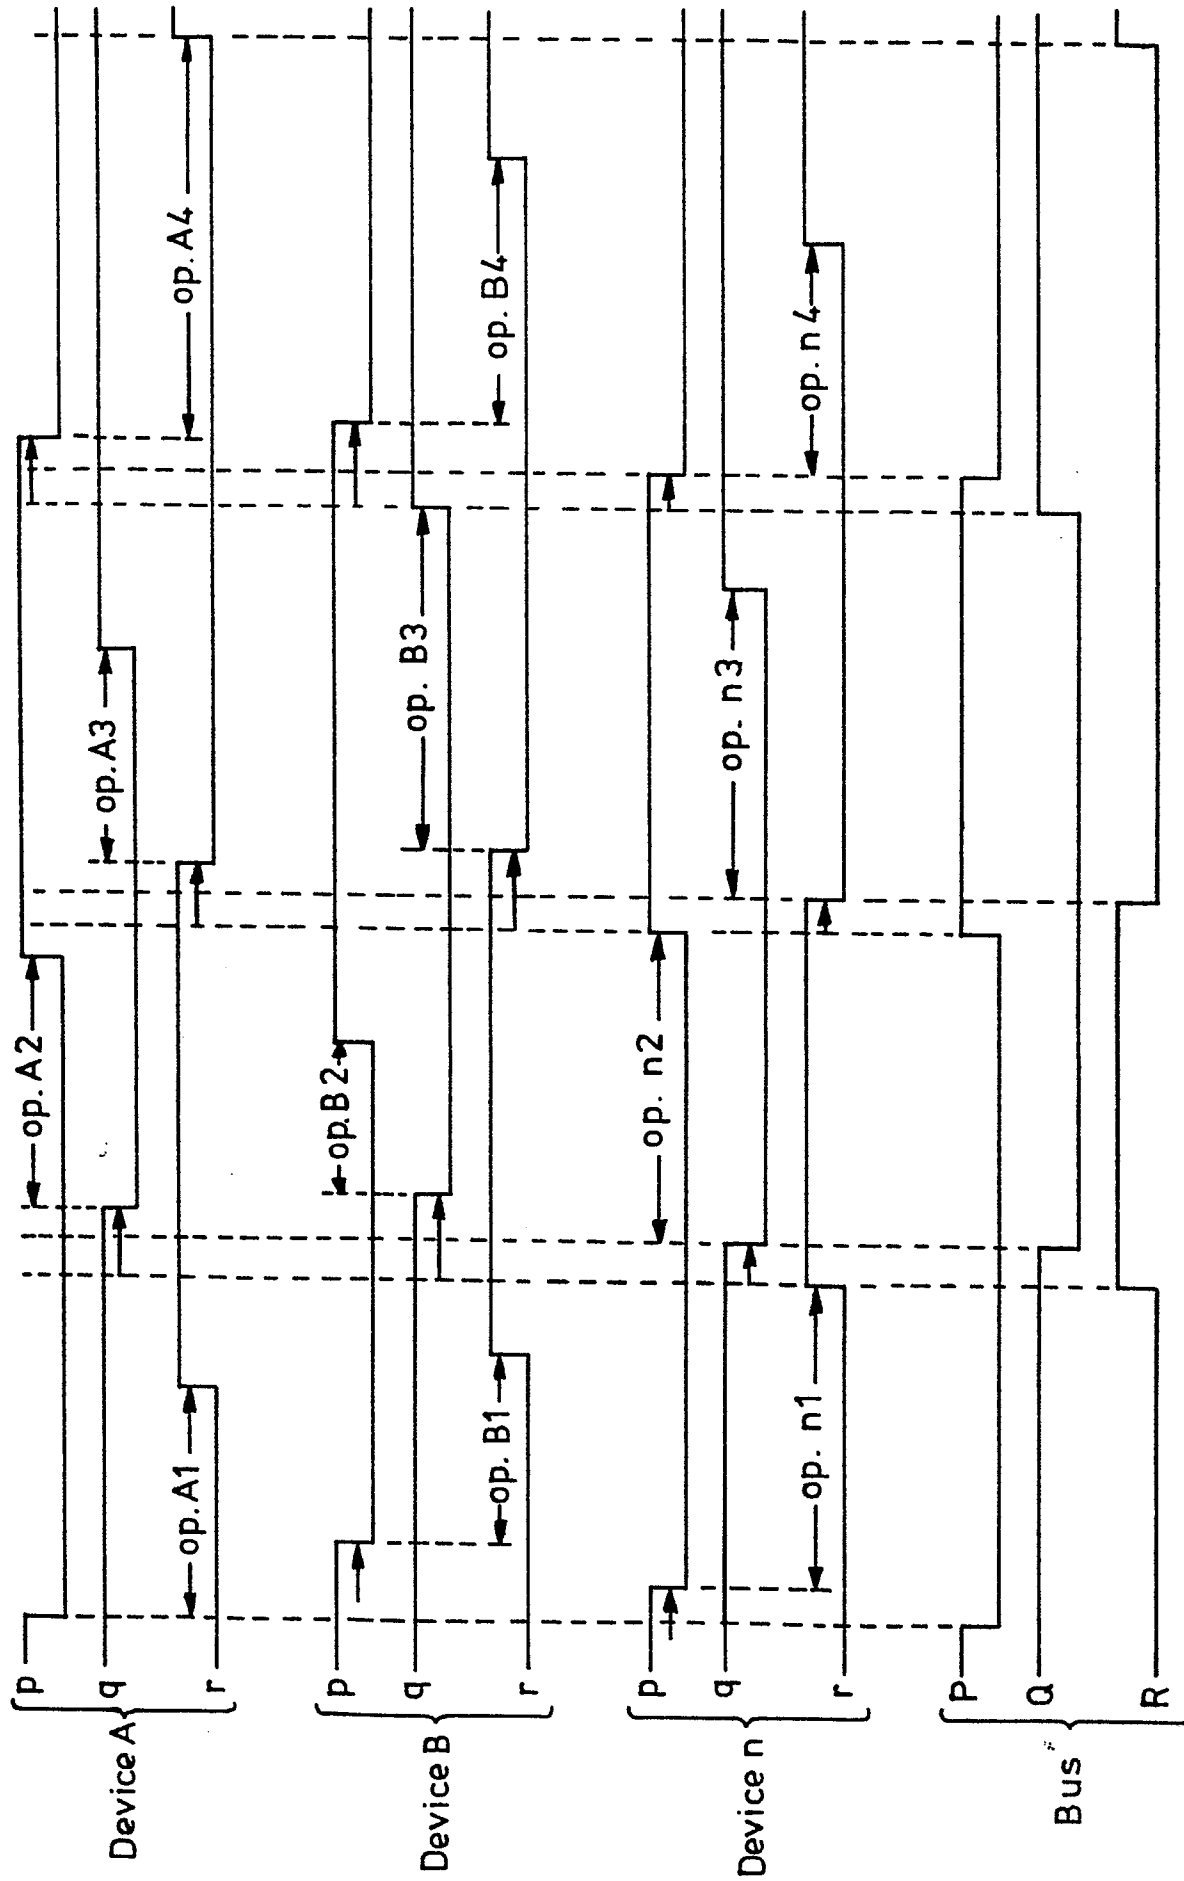 Device A
p
q
r
op. A1
op. A2
op. A3
op. A4
Device B
p
q
r
op. B1
op. B2
op. B3
op. B4
Device n
p
q
r
op. n1
op. n2
op. n3
op. n4
Bus
P
Q
R